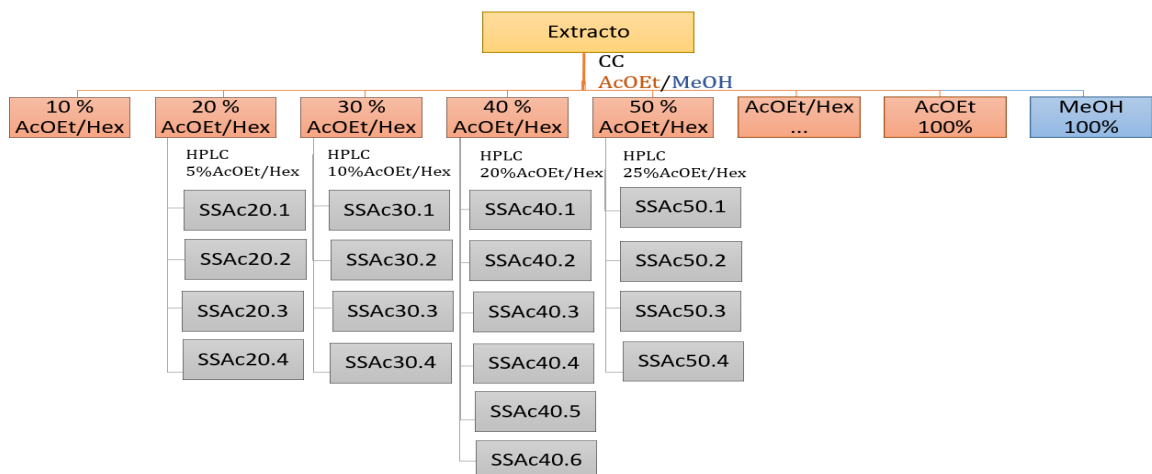 Extracto
CC
AcOEt/MeOH
10 %
AcOEt/Hex
20 %
AcOEt/Hex
30 %
AcOEt/Hex
40 %
AcOEt/Hex
50 %
AcOEt/Hex
AcOEt/Hex
...
AcOEt
100%
MeOH
100%
HPLC
5%AcOEt/Hex
SSAc20.1
SSAc20.2
SSAc20.3
SSAc20.4
HPLC
10%AcOEt/Hex
SSAc30.1
SSAc30.2
SSAc30.3
SSAc30.4
HPLC
20%AcOEt/Hex
SSAc40.1
SSAc40.2
SSAc40.3
SSAc40.4
SSAc40.5
SSAc40.6
HPLC
25%AcOEt/Hex
SSAc50.1
SSAc50.2
SSAc50.3
SSAc50.4